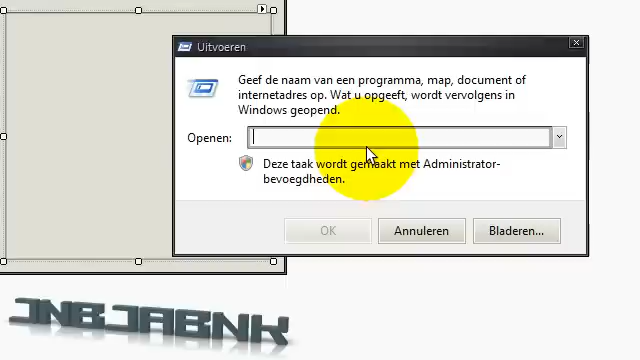 Uitvoeren
Geef de naam van een programma, map, document of
internetadres op. Wat u opgeeft, wordt vervolgens in
Windows geopend.
Openen:
Deze taak wordt gemaakt met Administrator-
bevoegdheden.
OK
Annuleren
Bladeren...